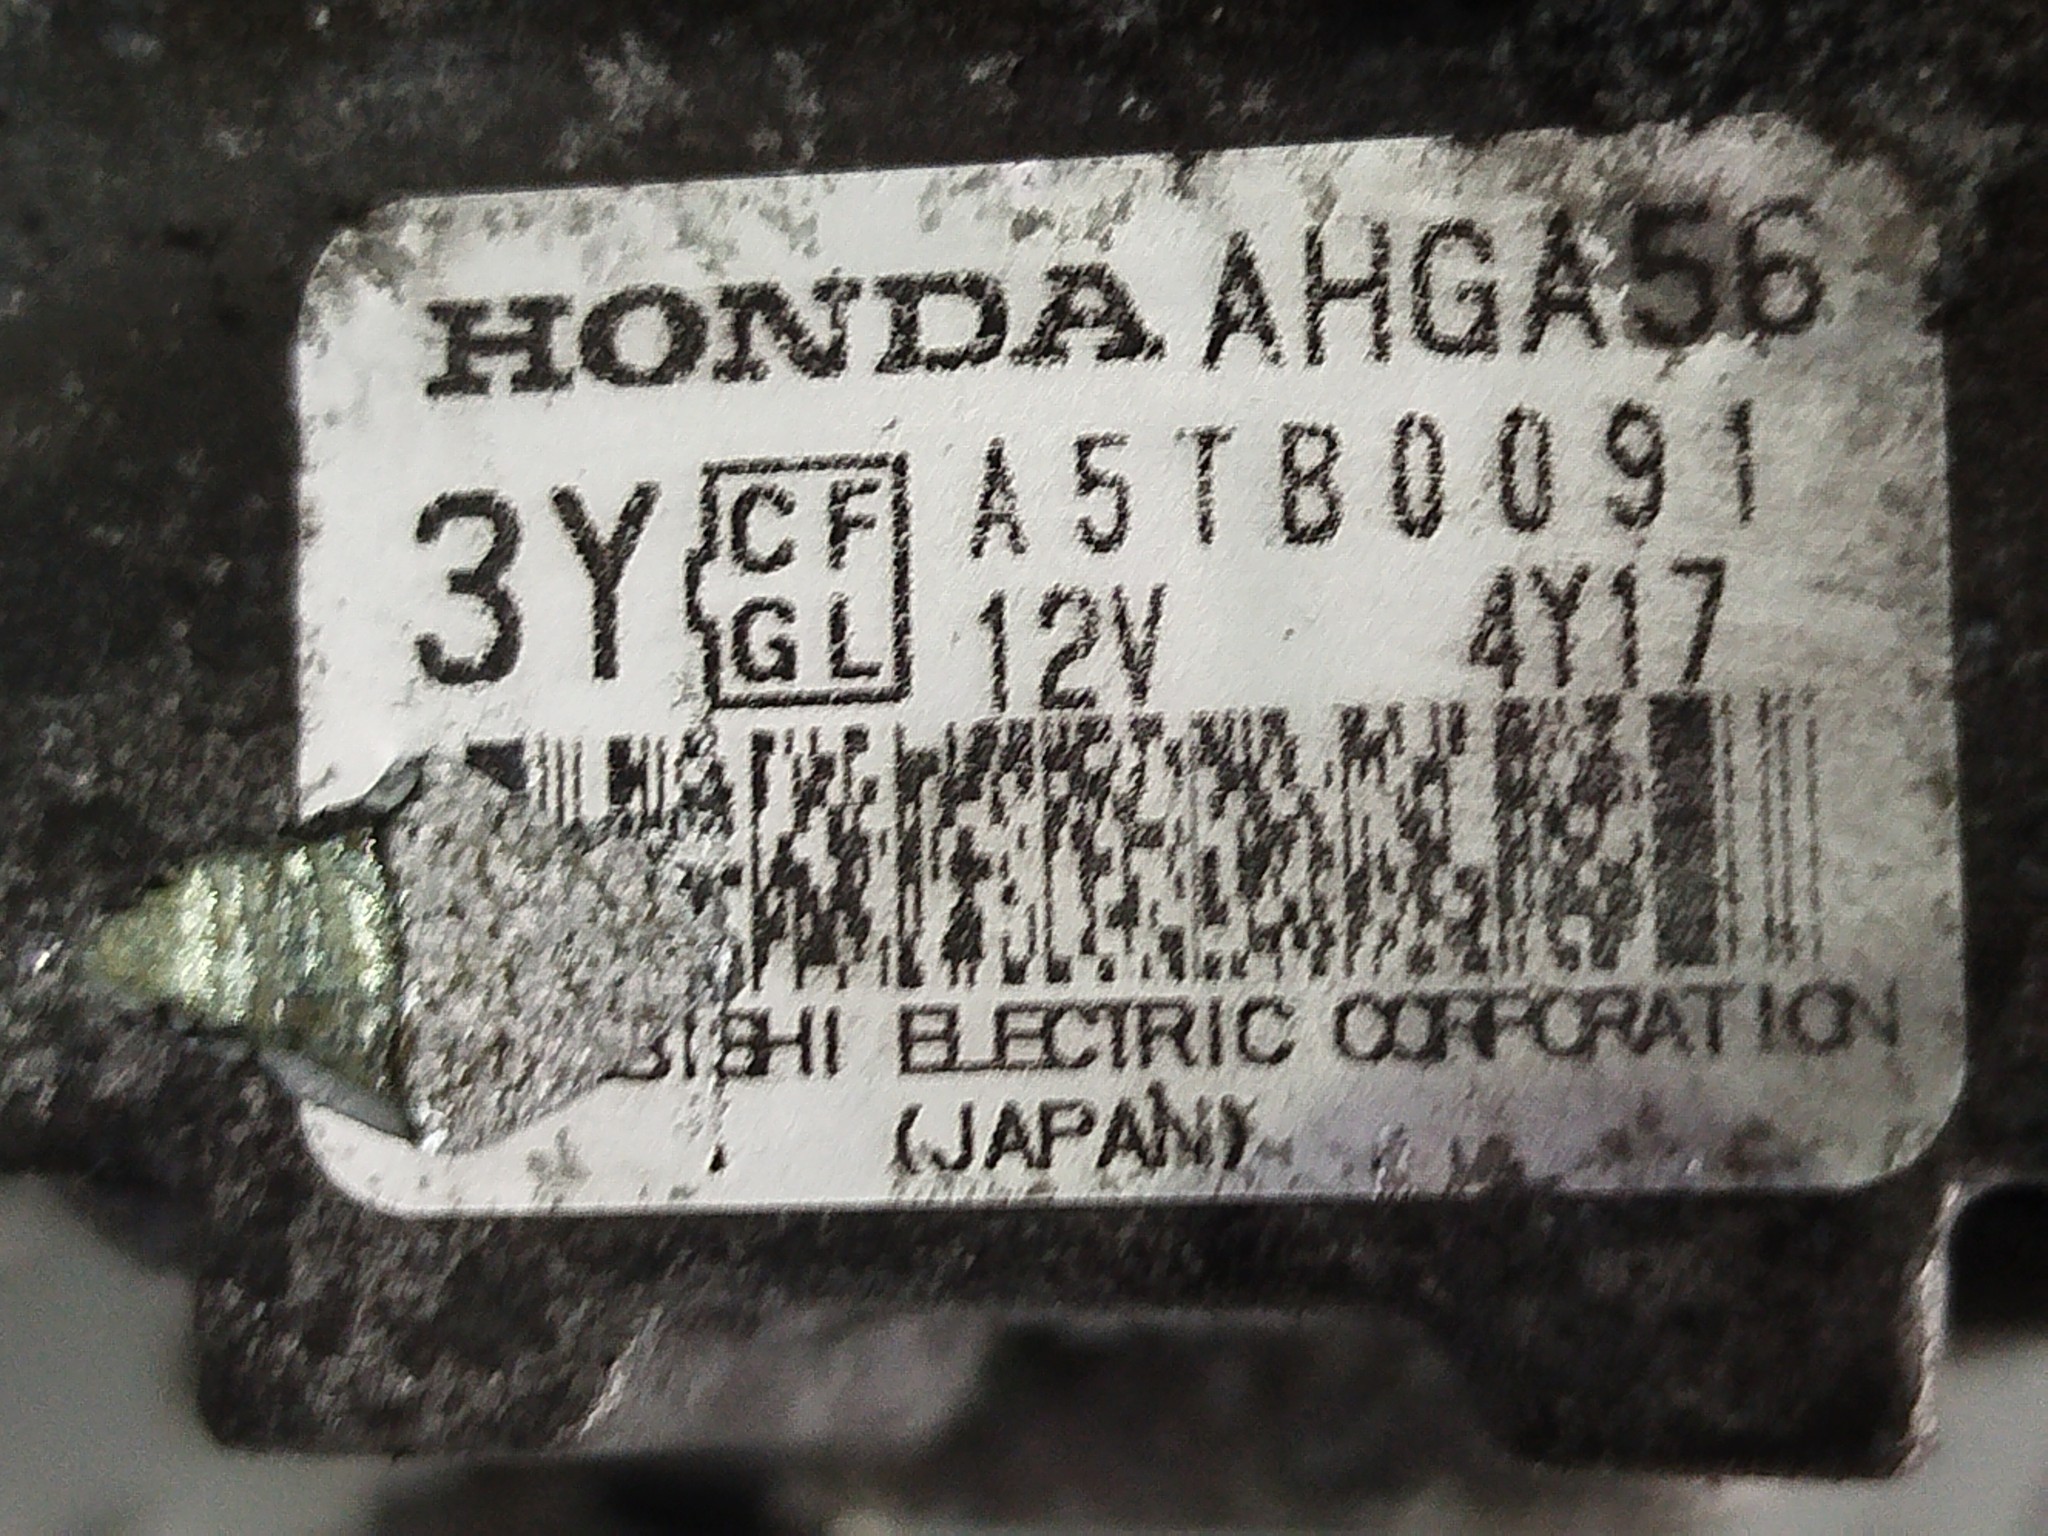 HONDA AHGA56
3Y CF GL A5TB0091
12V 4Y17
BISHI ELECTRIC CORPORATION
(JAPAN)